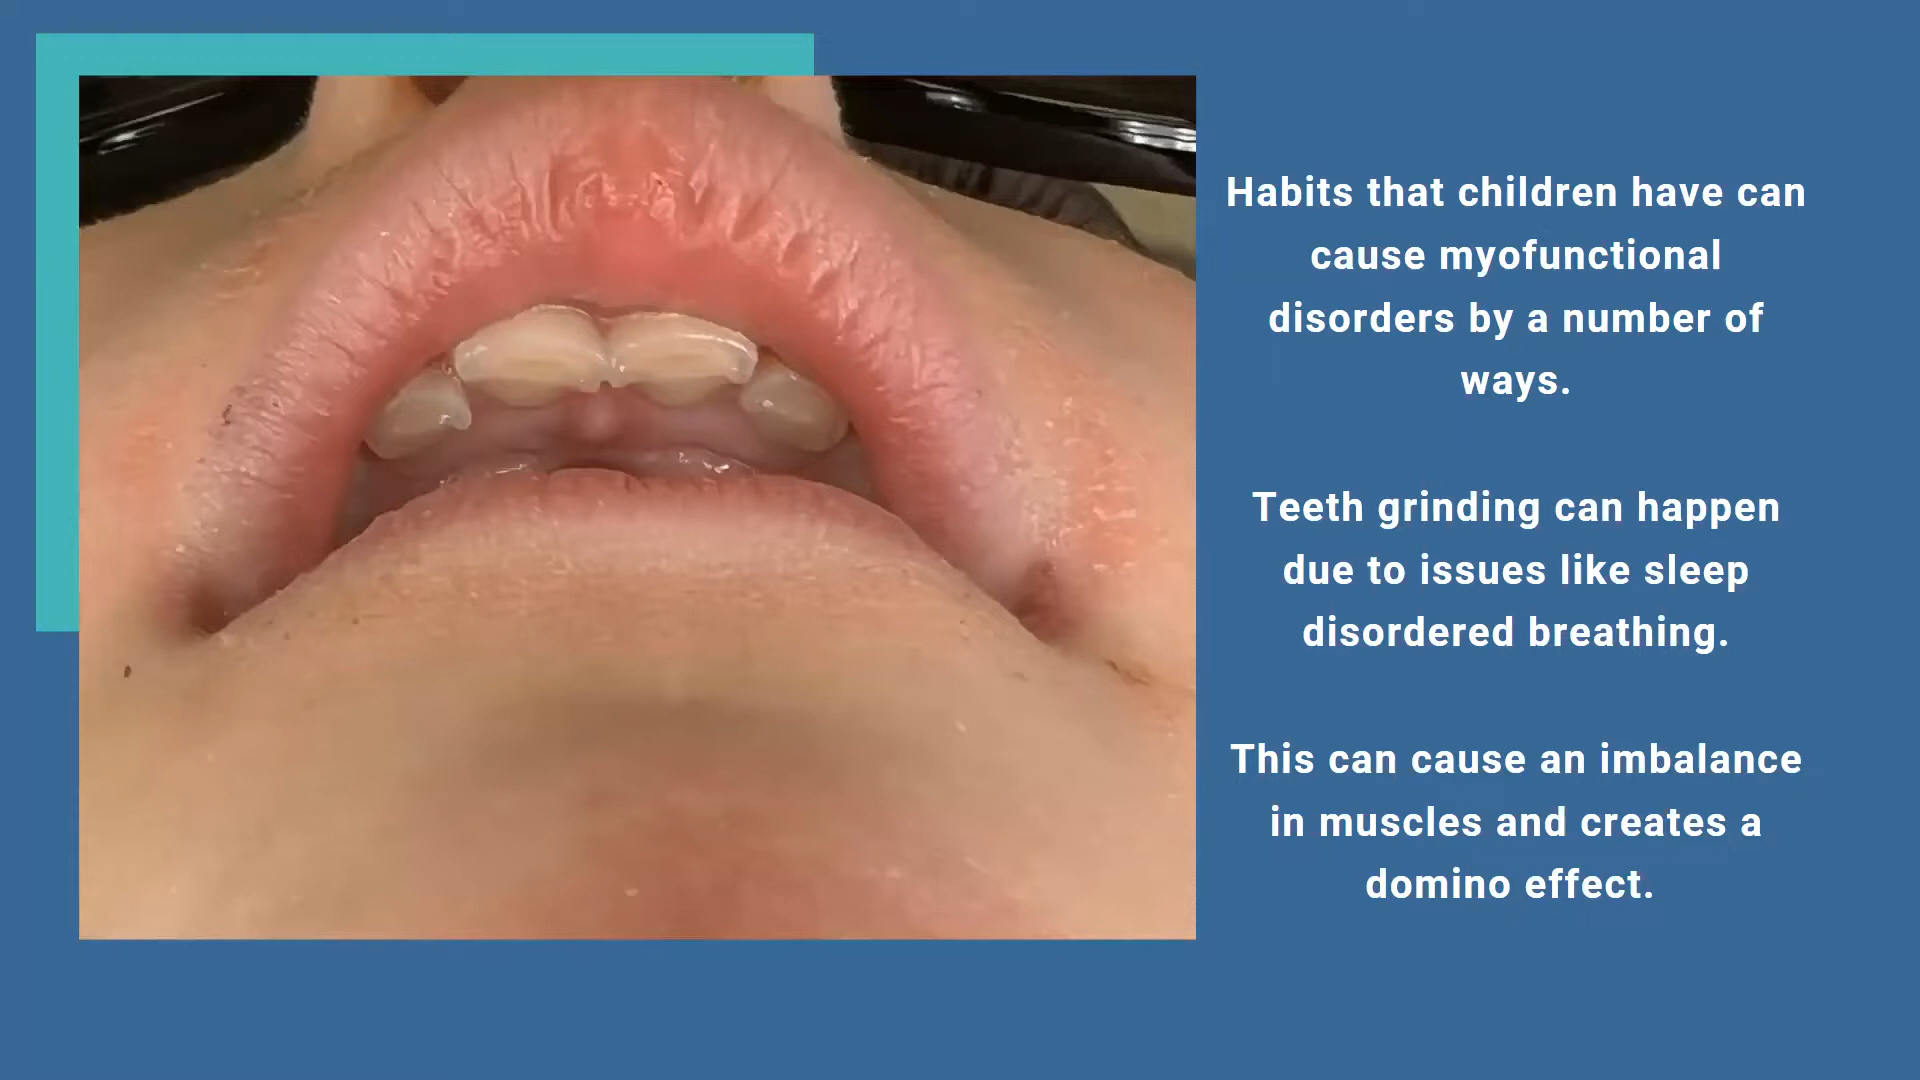 Habits that children have can
cause myofunctional
disorders by a number of
ways.
Teeth grinding can happen
due to issues like sleep
disordered breathing.
This can cause an imbalance
in muscles and creates a
domino effect.